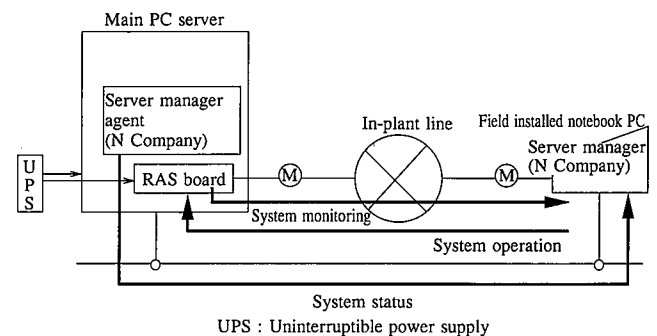 Main PC server
Server manager
agent
(N Company)
In-plant line
Field installed notebook PC
Server manager
(N Company)
U
P
S
RAS board
M
M
System monitoring
System operation
System status
UPS : Uninterruptible power supply